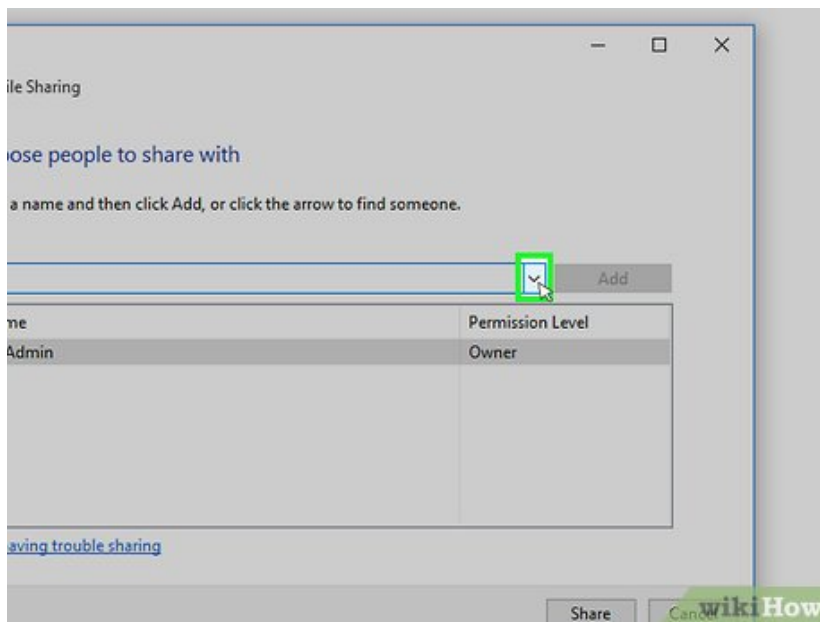 ile Sharing
ose people to share with
a name and then click Add, or click the arrow to find someone.
Add
me Permission Level
Admin Owner
aving trouble sharing
Share Cancel
wikiHow